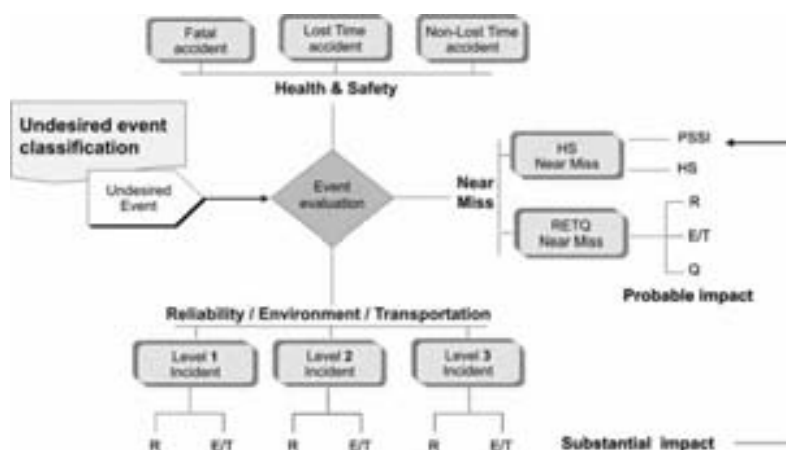 Fatal
accident
Lost Time
accident
Non-Lost Time
accident
Health & Safety
Undesired event
classification
Undesired
Event
Event
evaluation
Near
Miss
HS
Near Miss
PSSI
HS
RETQ
Near Miss
R
E/T
Q
Probable impact
Reliability / Environment / Transportation
Level 1
Incident
Level 2
Incident
Level 3
Incident
R E/T R E/T R E/T
Substantial impact